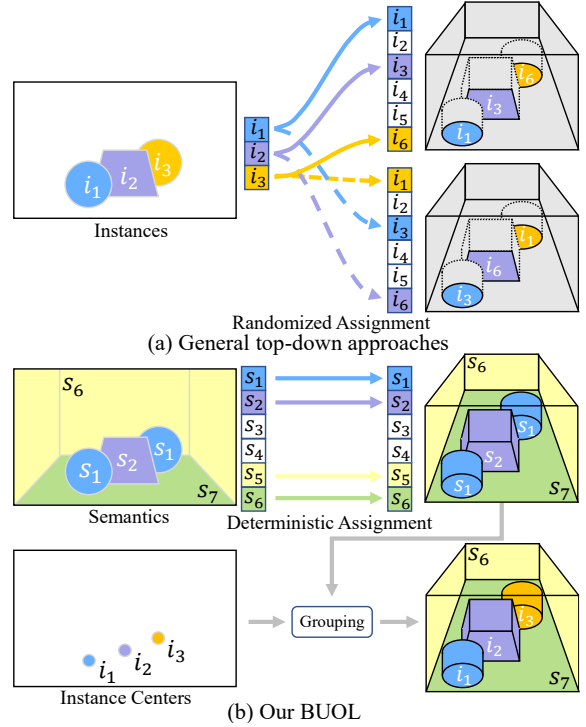 i1
i2
i3
Instances
i1
i2
i3
i1
i2
i3
i4
i5
i6
i1
i3
i6
i1
i2
i3
i4
i5
i6
i3
i6
i1
Randomized Assignment
(a) General top-down approaches
s6
s1
s2
s1
s7
Semantics
s1
s2
s3
s4
s5
s6
s1
s2
s3
s4
s5
s6
Deterministic Assignment
s6
s1
s2
s1
s7
i1
i2
i3
Instance Centers
Grouping
s6
i3
i2
i1
s7
(b) Our BUOL